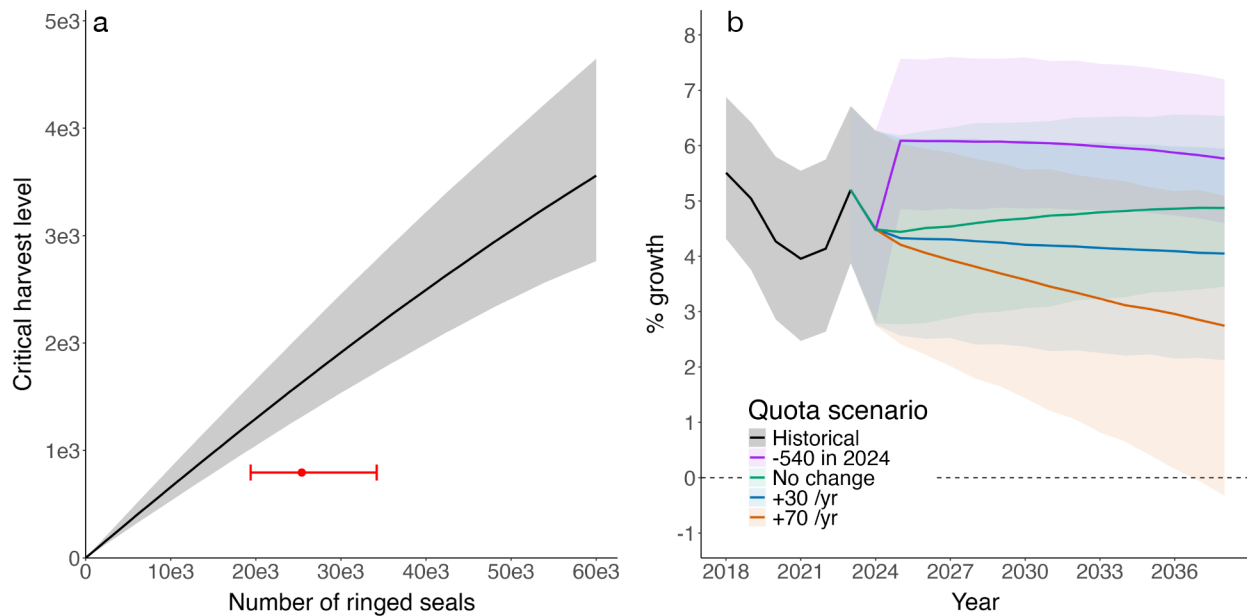 a
5e3
4e3
3e3
2e3
1e3
0
Critical harvest level
0
10e3
20e3
30e3
40e3
50e3
60e3
Number of ringed seals
b
8
7
6
5
4
3
2
1
0
-1
% growth
Quota scenario
Historical
-540 in 2024
No change
+30 /yr
+70 /yr
2018
2021
2024
2027
2030
2033
2036
Year